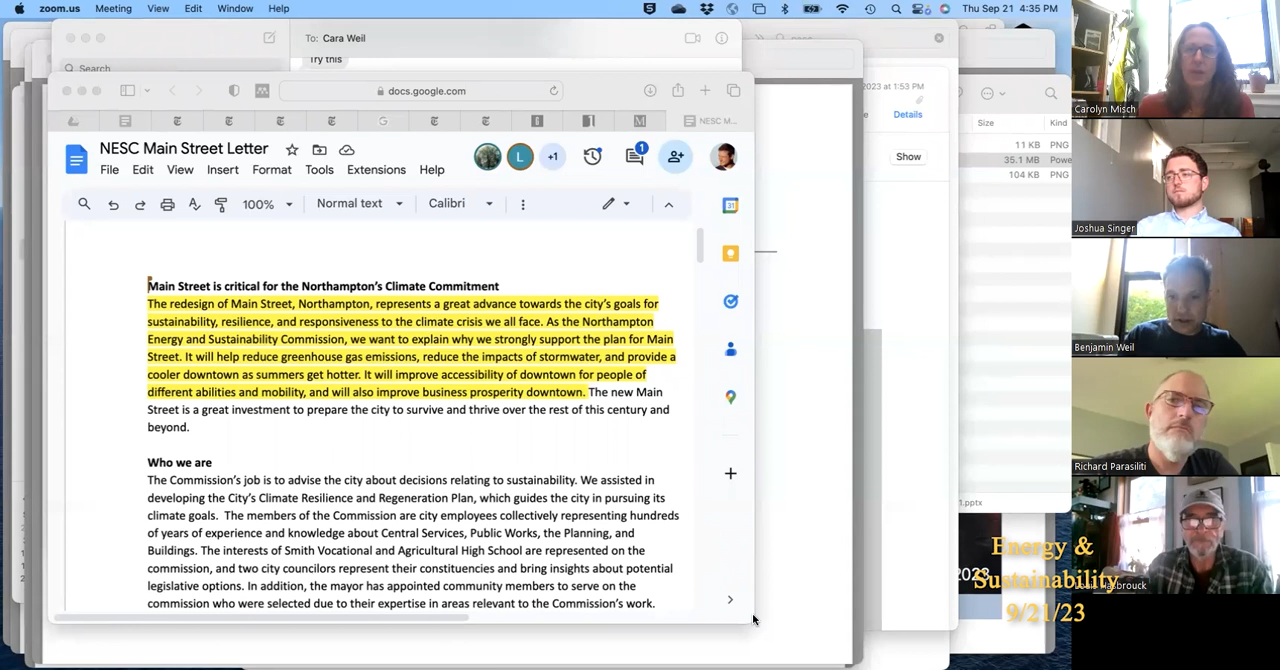 zoom.us Meeting View Edit Window Help Thu Sep 21 4:35 PM
To: Cara Weil
Search
Try this
docs.google.com
2023 at 1:53 PM
Details
Show
Size Kind
11 KB PNG
35.1 MB Powe
104 KB PNG
1.pptx
NESC M...
NESC Main Street Letter
L +1 1
File Edit View Insert Format Tools Extensions Help
100% Normal text Calibri
31
Main Street is critical for the Northampton's Climate Commitment
The redesign of Main Street, Northampton, represents a great advance towards the city's goals for
sustainability, resilience, and responsiveness to the climate crisis we all face. As the Northampton
Energy and Sustainability Commission, we want to explain why we strongly support the plan for Main
Street. It will help reduce greenhouse gas emissions, reduce the impacts of stormwater, and provide a
cooler downtown as summers get hotter. It will improve accessibility of downtown for people of
different abilities and mobility, and will also improve business prosperity downtown. The new Main
Street is a great investment to prepare the city to survive and thrive over the rest of this century and
beyond.
Who we are
The Commission's job is to advise the city about decisions relating to sustainability. We assisted in
developing the City's Climate Resilience and Regeneration Plan, which guides the city in pursuing its
climate goals. The members of the Commission are city employees collectively representing hundreds
of years of experience and knowledge about Central Services, Public Works, the Planning, and
Buildings. The interests of Smith Vocational and Agricultural High School are represented on the
commission, and two city councilors represent their constituencies and bring insights about potential
legislative options. In addition, the mayor has appointed community members to serve on the
commission who were selected due to their expertise in areas relevant to the Commission's work.
Carolyn Misch
Joshua Singer
Benjamin Weil
Richard Parasiliti
Energy &
Sustainability
9/21/23